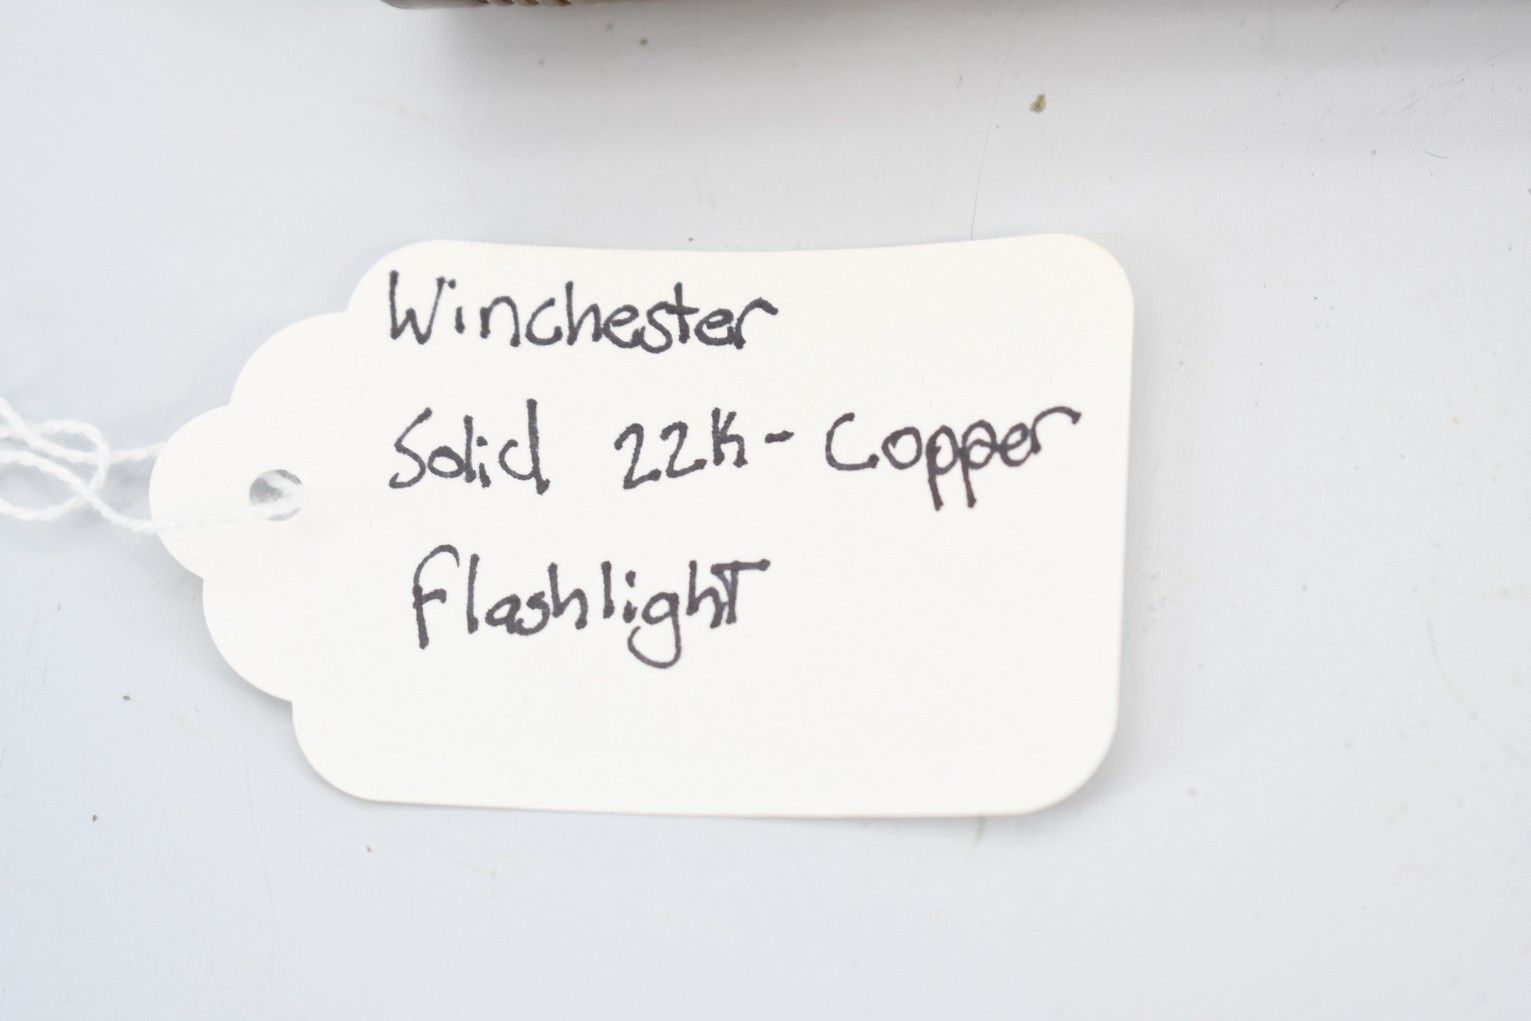 Winchester
Solid 22K- Copper
Flashlight